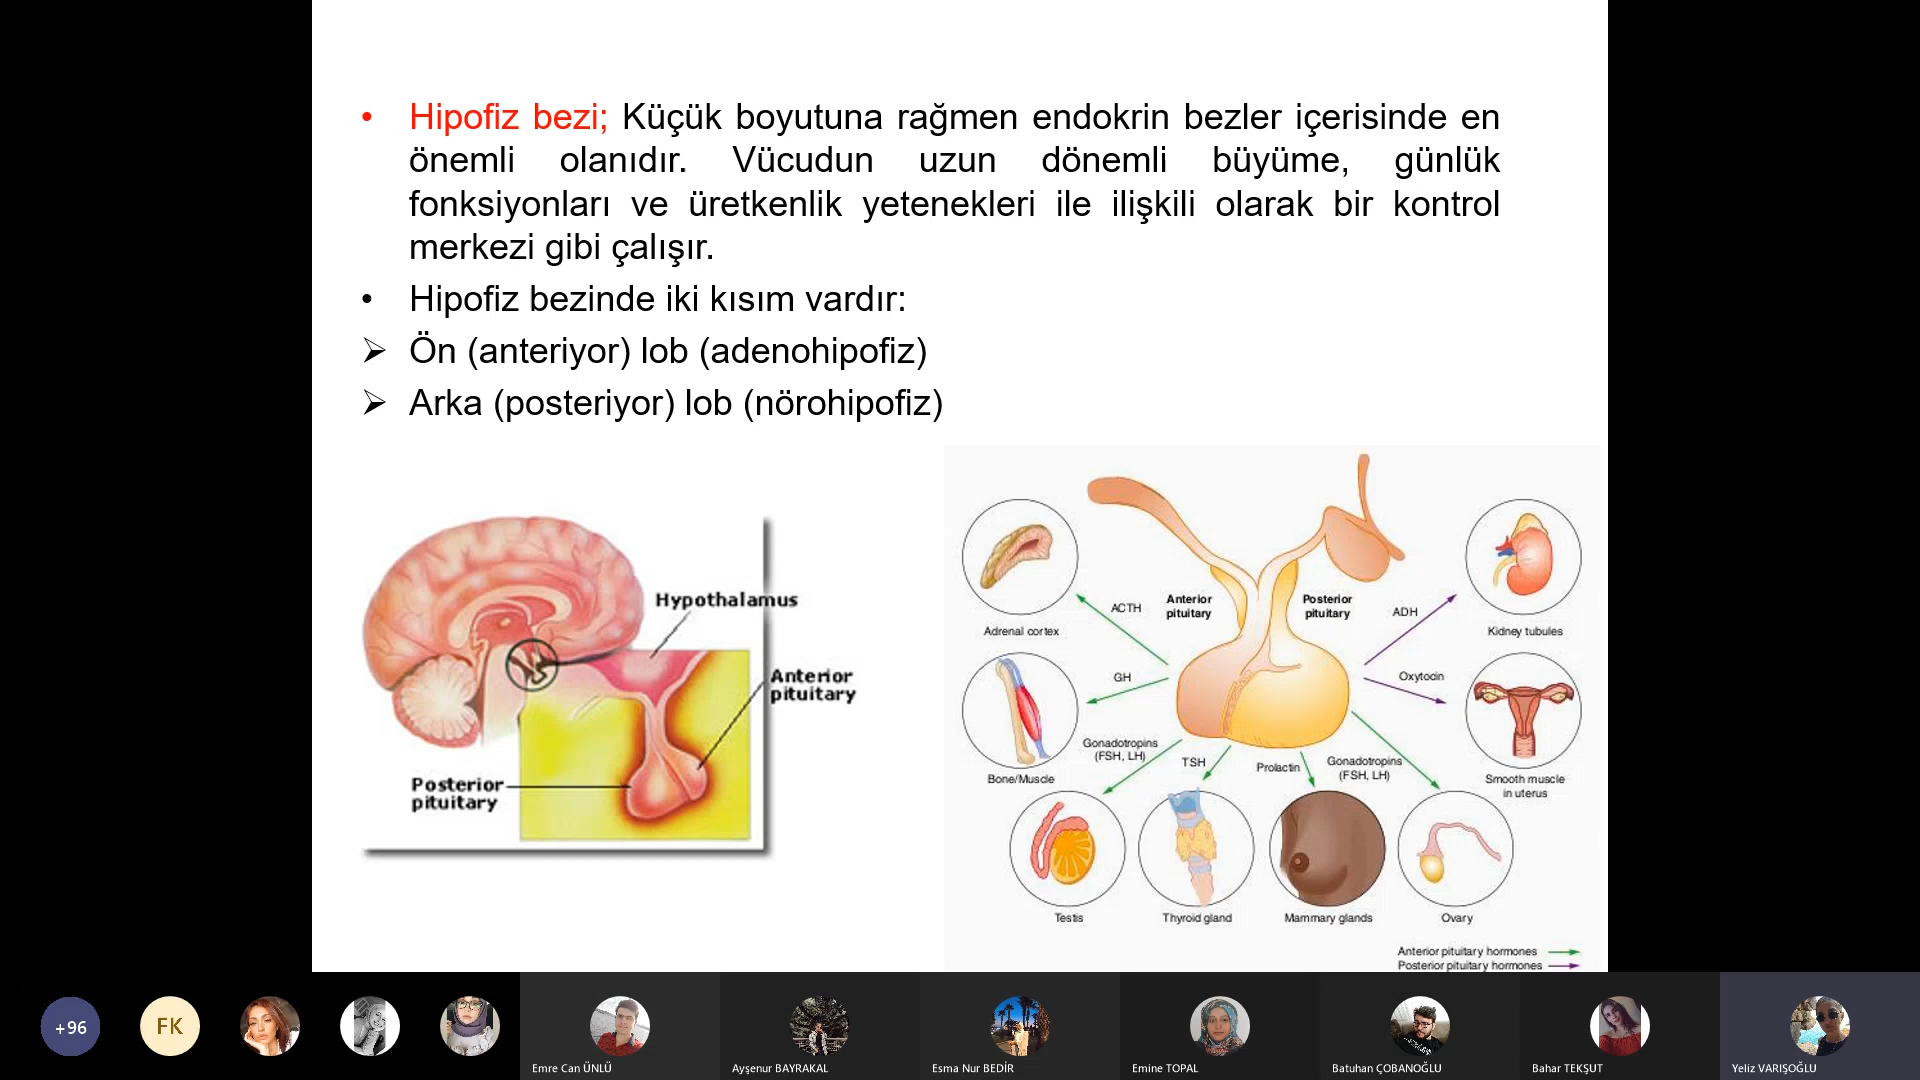 • Hipofiz bezi; Küçük boyutuna rağmen endokrin bezler içerisinde en
önemli olanıdır. Vücudun uzun dönemli büyüme, günlük
fonksiyonları ve üretkenlik yetenekleri ile ilişkili olarak bir kontrol
merkezi gibi çalışır.
• Hipofiz bezinde iki kısım vardır:
➢ Ön (anteriyor) lob (adenohipofiz)
➢ Arka (posteriyor) lob (nörohipofiz)
Hypothalamus
Anterior
pituitary
Posterior
pituitary
Anterior
pituitary
Posterior
pituitary
ACTH
ADH
Adrenal cortex
Kidney tubules
GH
Oxytocin
Bone/Muscle
Smooth muscle
in uterus
Gonadotropins
(FSH, LH)
TSH
Prolactin
Gonadotropins
(FSH, LH)
Testis
Thyroid gland
Mammary glands
Ovary
Anterior pituitary hormones
Posterior pituitary hormones
+96
FK
Emre Can ÜNLÜ
Ayşenur BAYRAKAL
Esma Nur BEDİR
Emine TOPAL
Batuhan ÇOBANOĞLU
Bahar TEKŞUT
Yeliz VARIŞOĞLU